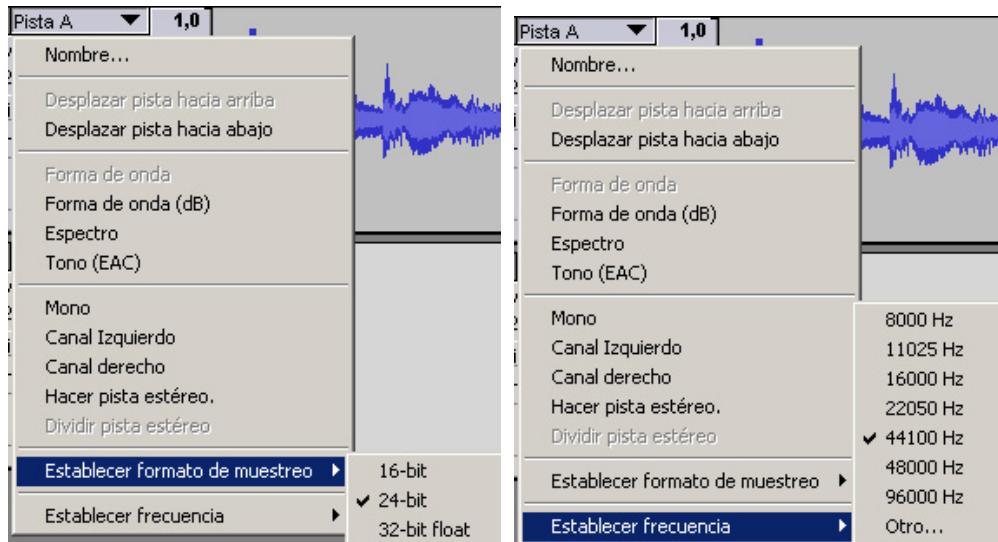 Pista A
1,0
Nombre...
Desplazar pista hacia arriba
Desplazar pista hacia abajo
Forma de onda
Forma de onda (dB)
Espectro
Tono (EAC)
Mono
Canal Izquierdo
Canal derecho
Hacer pista estéreo.
Dividir pista estéreo
Establecer formato de muestreo
16-bit
24-bit
32-bit float
Establecer frecuencia
Pista A
1,0
Nombre...
Desplazar pista hacia arriba
Desplazar pista hacia abajo
Forma de onda
Forma de onda (dB)
Espectro
Tono (EAC)
Mono
Canal Izquierdo
Canal derecho
Hacer pista estéreo.
Dividir pista estéreo
Establecer formato de muestreo
Establecer frecuencia
8000 Hz
11025 Hz
16000 Hz
22050 Hz
44100 Hz
48000 Hz
96000 Hz
Otro...